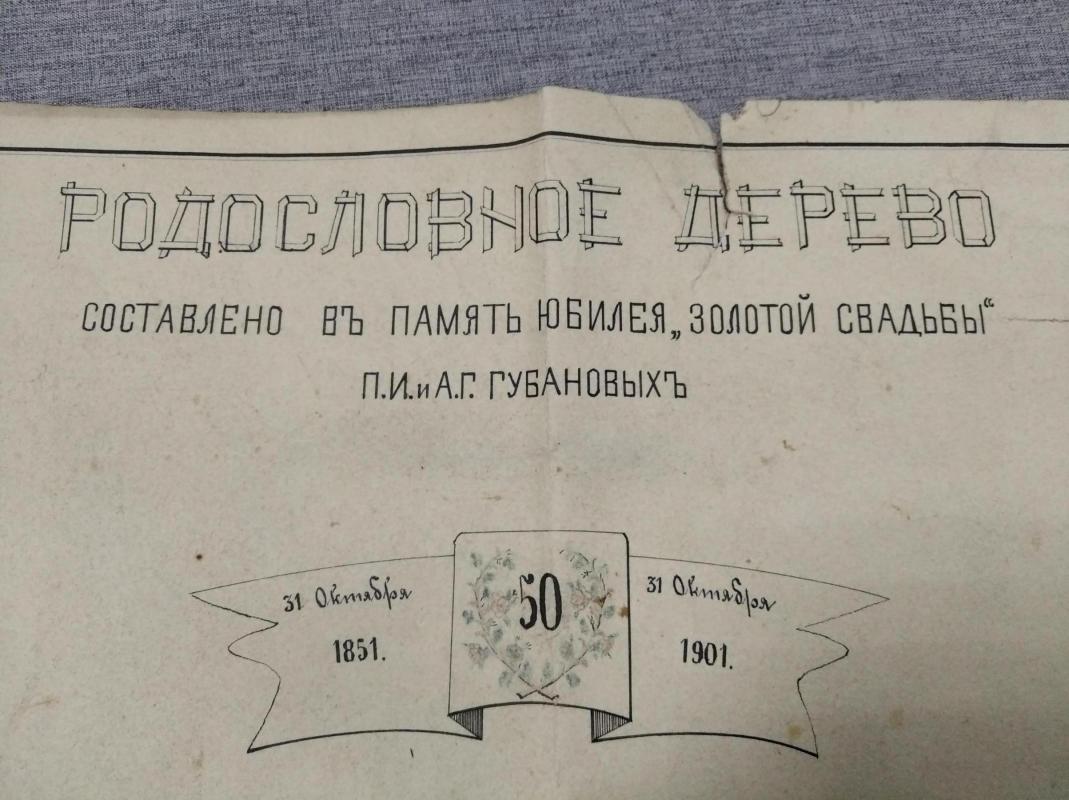 РОДОСЛОВНОЕ ДЕРЕВО
СОСТАВЛЕНО ВЪ ПАМЯТЬ ЮБИЛЕЯ „ЗОЛОТОЙ СВАДЬБЫ“
П.И. и А.Г. ГУБАНОВЫХЪ
50
31 Октября
1851.
31 Октября
1901.